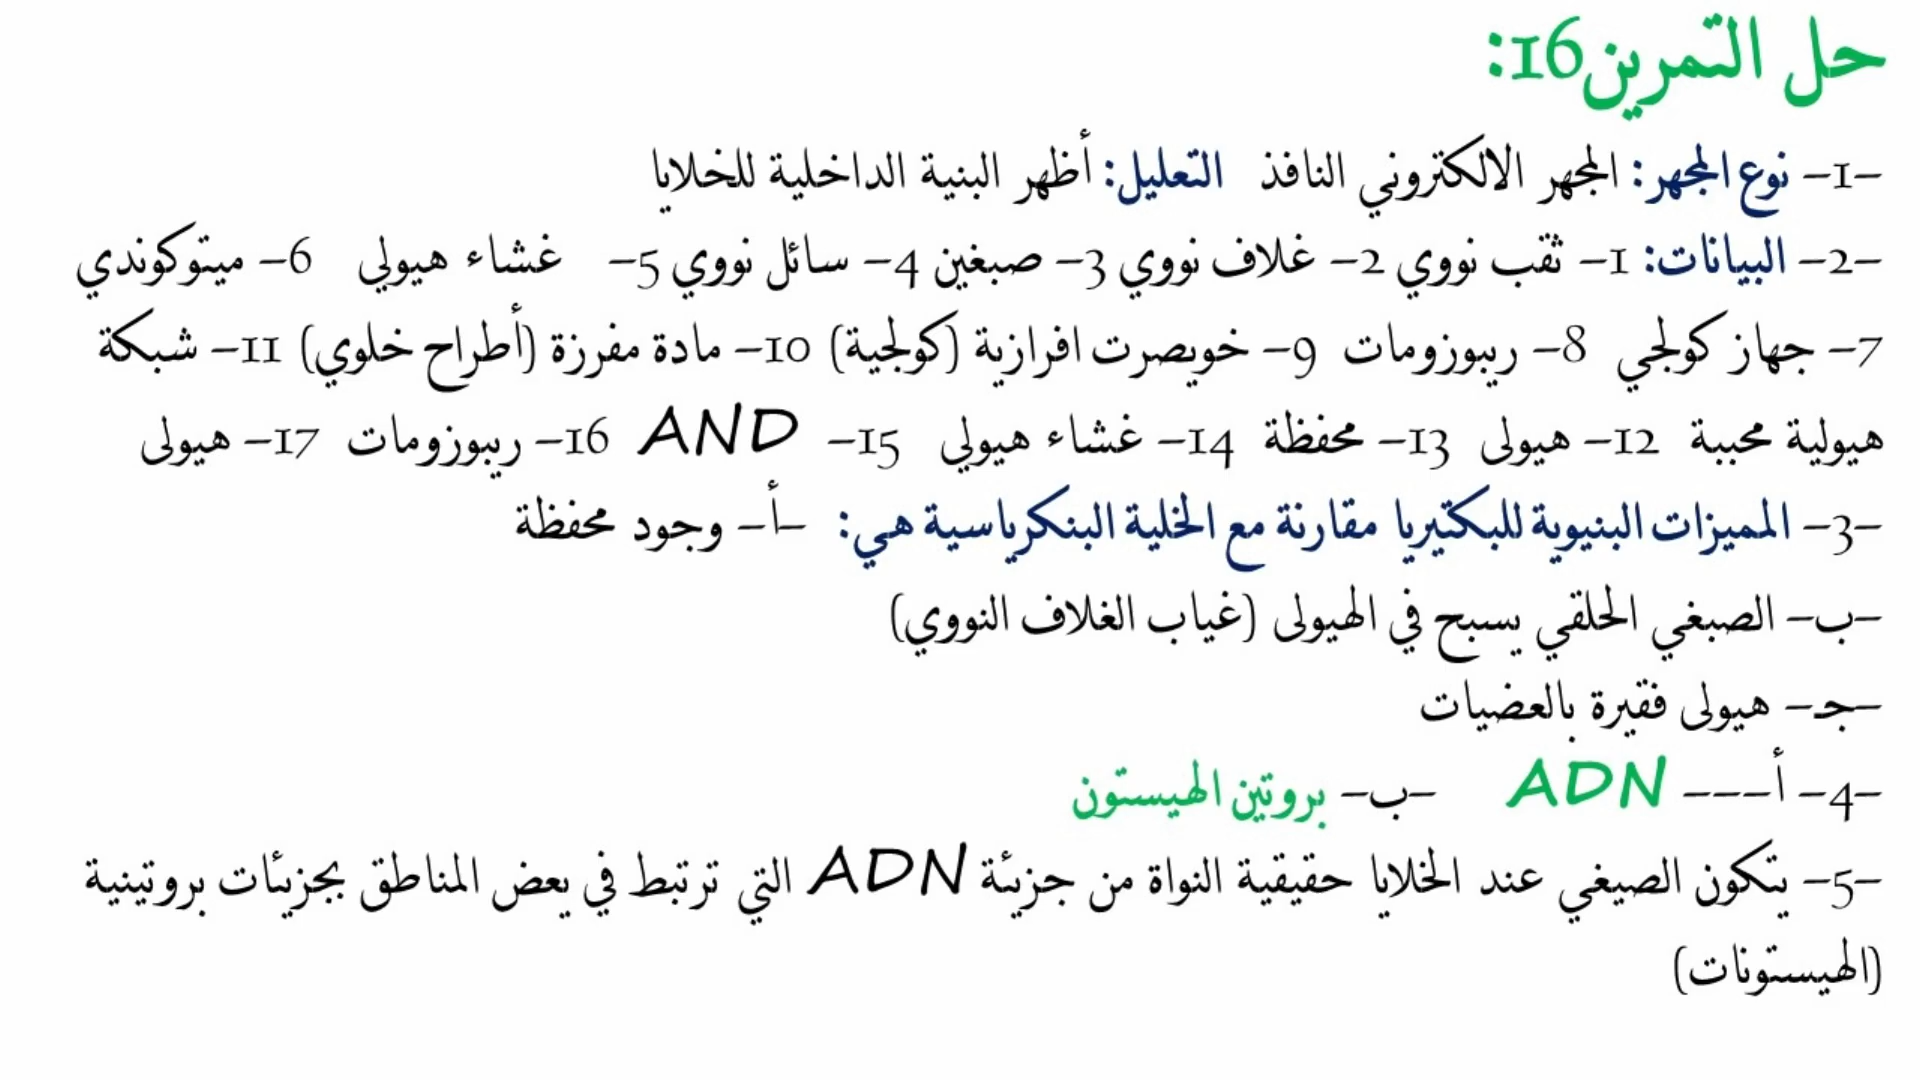 حل التمرين16:
-1- نوع المجهر: المجهر الالكتروني النافذ التعليل: أظهر البنية الداخلية للخلايا
-2- البيانات: 1- ثقب نووي 2- غلاف نووي 3- صبغين 4- سائل نووي 5- غشاء هيولي 6- ميتوكوندي
7- جهاز كولجي 8- ريبوزومات 9- خويصرت افرازية (كولجية) 10- مادة مفرزة (أطراح خلوي) 11- شبكة
هيولية محببة 12- هيولى 13- محفظة 14- غشاء هيولي 15- AND 16- ريبوزومات 17- هيولى
-3- المميزات البنيوية للبكتيريا مقارنة مع الخلية البنكرياسية هي: -أ- وجود محفظة
-ب- الصبغي الحلقي يسبح في الهيولى (غياب الغلاف النووي)
-جـ- هيولى فقيرة بالعضيات
-4- أ--- ADN -ب- بروتين الهيستون
-5- يتكون الصيغي عند الخلايا حقيقية النواة من جزيئة ADN التي ترتبط في بعض المناطق بجزيئات بروتينية
(الهيستونات)